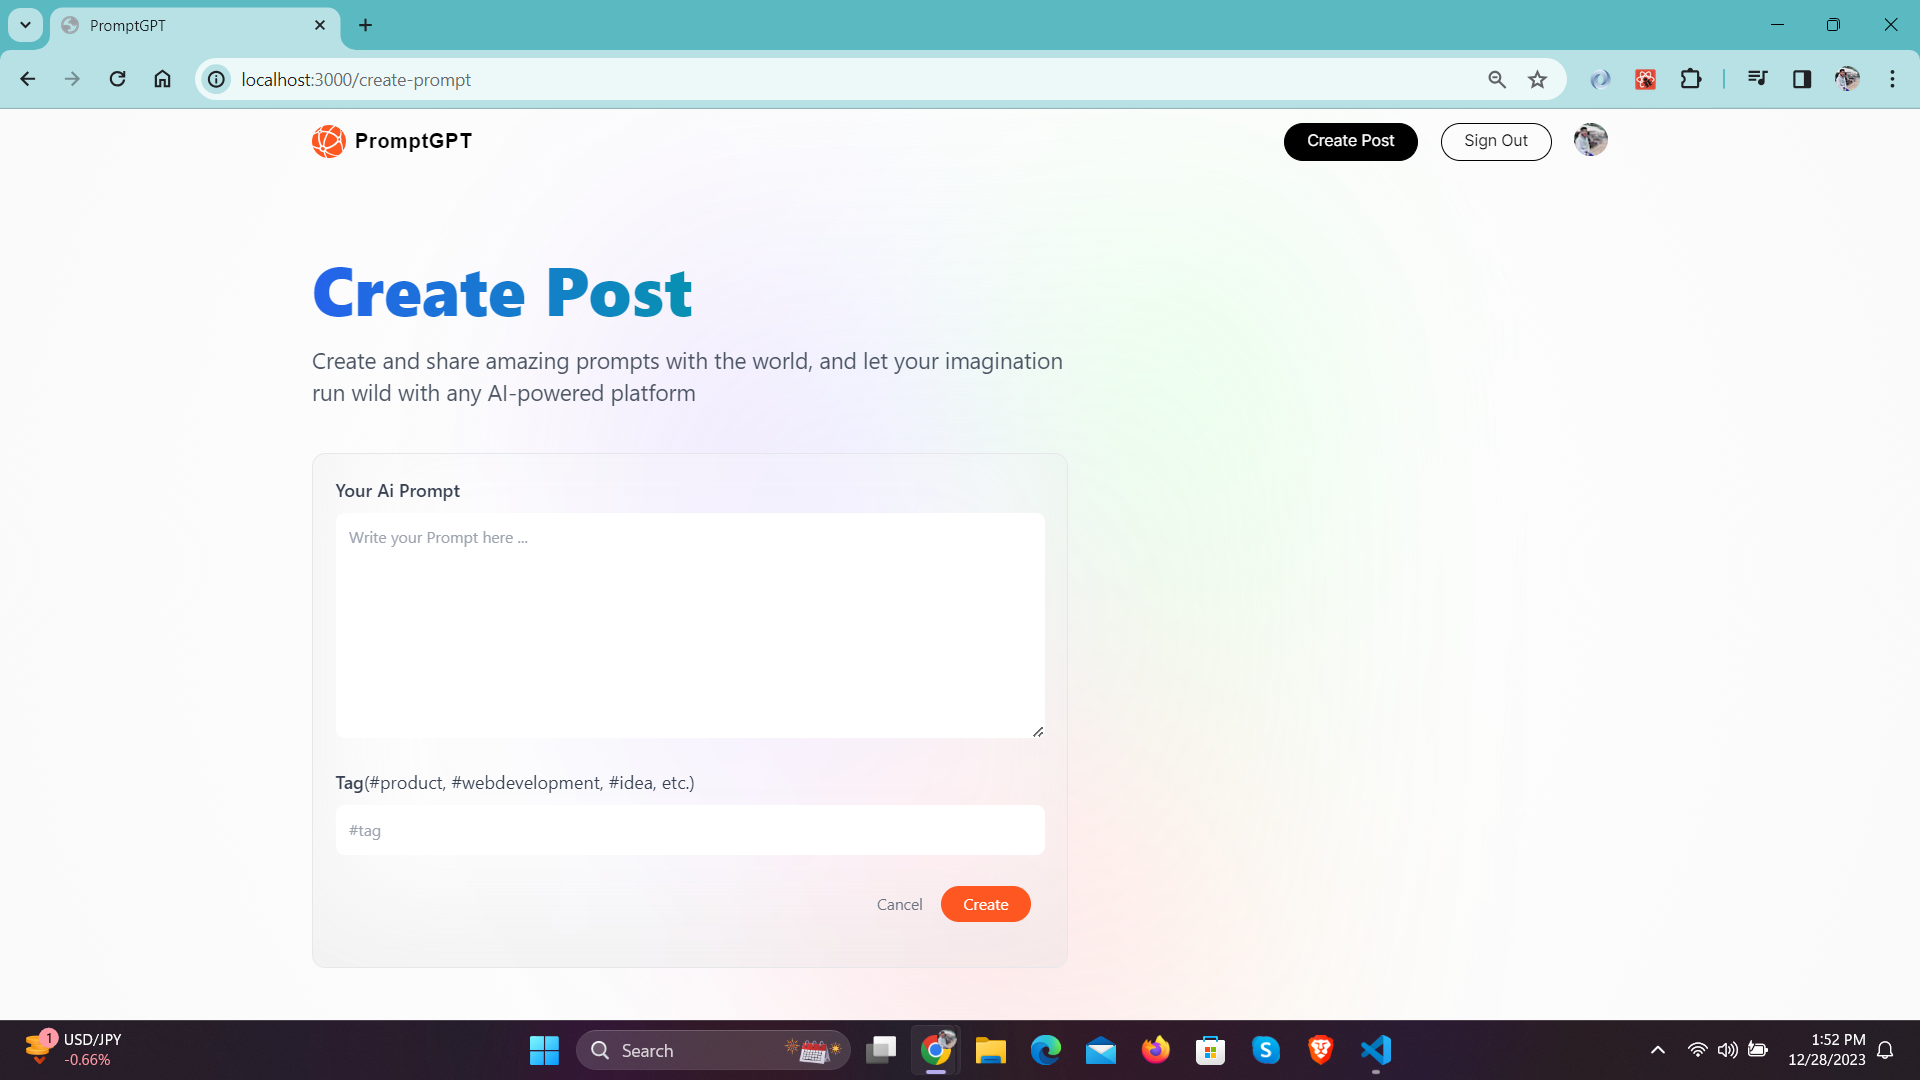 PromptGPT
localhost:3000/create-prompt
PromptGPT
Create Post
Sign Out
Create Post
Create and share amazing prompts with the world, and let your imagination
run wild with any AI-powered platform
Your Ai Prompt
Write your Prompt here ...
Tag(#product, #webdevelopment, #idea, etc.)
#tag
Cancel
Create
1
USD/JPY
-0.66%
Search
S
1:52 PM
12/28/2023